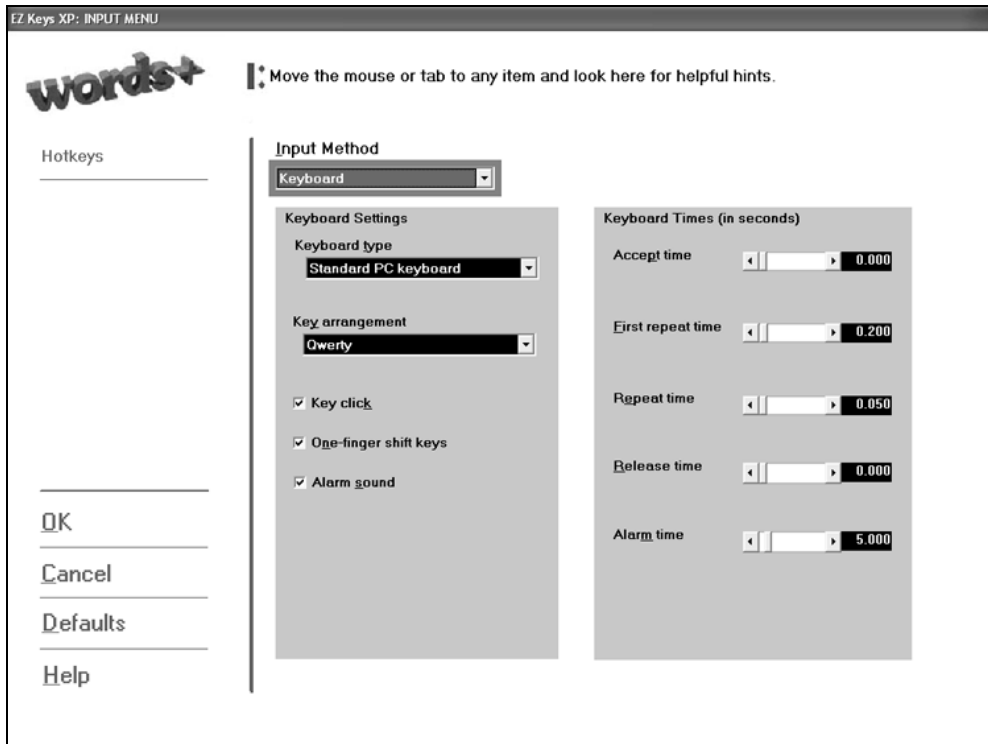 EZ Keys XP: INPUT MENU
words+
Move the mouse or tab to any item and look here for helpful hints.
Hotkeys
Input Method
Keyboard
Keyboard Settings
Keyboard type
Standard PC keyboard
Key arrangement
Qwerty
Key click
One-finger shift keys
Alarm sound
Keyboard Times (in seconds)
Accept time 0.000
First repeat time 0.200
Repeat time 0.050
Release time 0.000
Alarm time 5.000
OK
Cancel
Defaults
Help